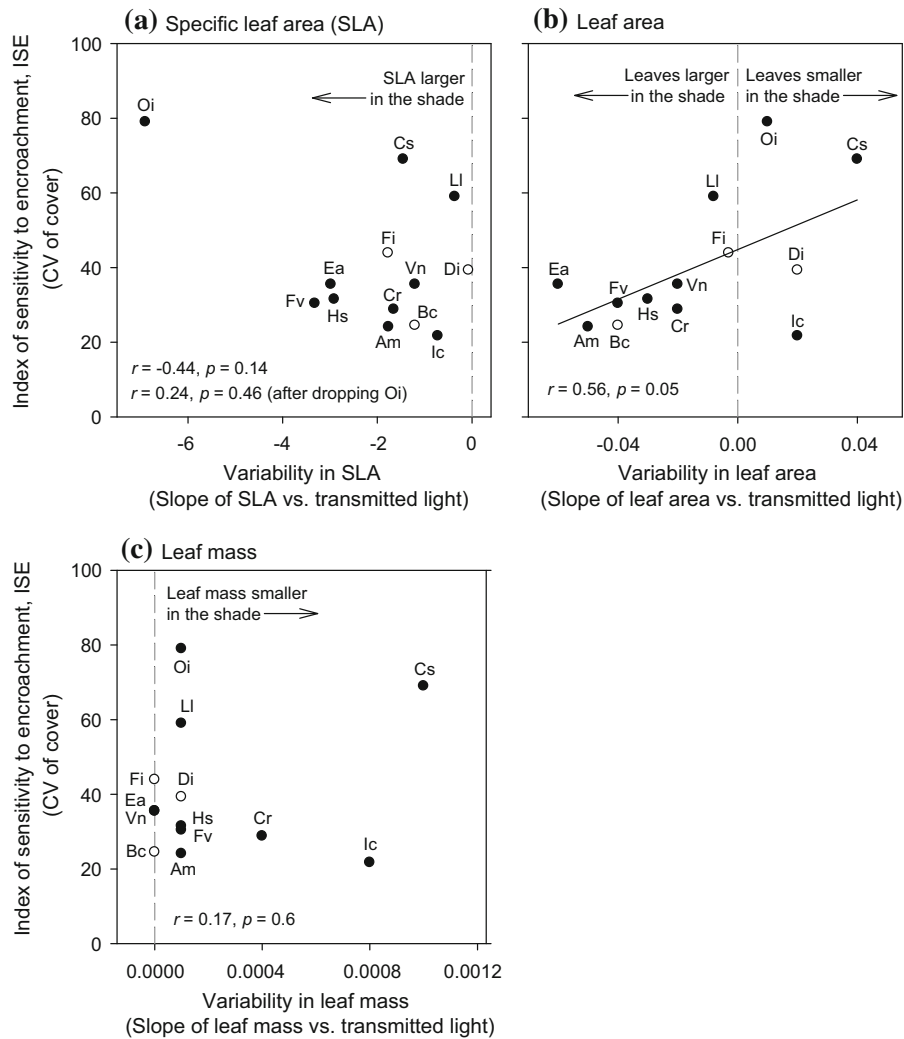 (a) Specific leaf area (SLA)
Index of sensitivity to encroachment, ISE
(CV of cover)
100
80
60
40
20
0
SLA larger
in the shade
Oi
Cs
Ll
Fi
Di
Ea
Vn
Fv
Hs
Cr
Bc
Am
Ic
r = -0.44, p = 0.14
r = 0.24, p = 0.46 (after dropping Oi)
-6
-4
-2
0
Variability in SLA
(Slope of SLA vs. transmitted light)
(b) Leaf area
100
80
60
40
20
0
Leaves larger
in the shade
Leaves smaller
in the shade
Oi
Cs
Ll
Fi
Di
Ea
Fv
Vn
Hs
Am
Bc
Cr
Ic
r = 0.56, p = 0.05
-0.04
0.00
0.04
Variability in leaf area
(Slope of leaf area vs. transmitted light)
(c) Leaf mass
Index of sensitivity to encroachment, ISE
(CV of cover)
100
80
60
40
20
0
Leaf mass smaller
in the shade
Oi
Cs
Ll
Fi
Di
Ea
Vn
Hs
Fv
Cr
Bc
Am
Ic
r = 0.17, p = 0.6
0.0000
0.0004
0.0008
0.0012
Variability in leaf mass
(Slope of leaf mass vs. transmitted light)